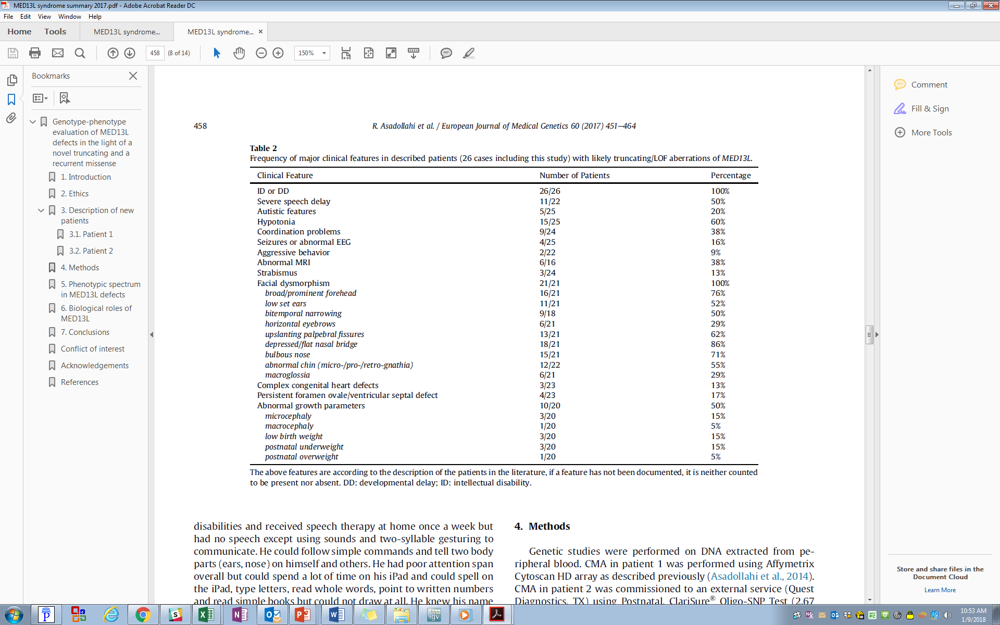 MED13L syndrome summary 2017.pdf - Adobe Acrobat Reader DC
File Edit View Window Help
Home Tools MED13L syndrome... MED13L syndrome... ×
458 (8 of 14) 150%
Bookmarks
Genotype-phenotype
evaluation of MED13L
defects in the light of a
novel truncating and a
recurrent missense
1. Introduction
2. Ethics
3. Description of new
patients
3.1. Patient 1
3.2. Patient 2
4. Methods
5. Phenotypic spectrum
in MED13L defects
6. Biological roles of
MED13L
7. Conclusions
Conflict of interest
Acknowledgements
References
458 R. Asadollahi et al. / European Journal of Medical Genetics 60 (2017) 451–464
Table 2
Frequency of major clinical features in described patients (26 cases including this study) with likely truncating/LOF aberrations of MED13L.
Clinical Feature Number of Patients Percentage
ID or DD 26/26 100%
Severe speech delay 11/22 50%
Autistic features 5/25 20%
Hypotonia 15/25 60%
Coordination problems 9/24 38%
Seizures or abnormal EEG 4/25 16%
Aggressive behavior 2/22 9%
Abnormal MRI 6/16 38%
Strabismus 3/24 13%
Facial dysmorphism 21/21 100%
broad/prominent forehead 16/21 76%
low set ears 11/21 52%
bitemporal narrowing 9/18 50%
horizontal eyebrows 6/21 29%
upslanting palpebral fissures 13/21 62%
depressed/flat nasal bridge 18/21 86%
bulbous nose 15/21 71%
abnormal chin (micro-/pro-/retro-gnathia) 12/22 55%
macroglossia 6/21 29%
Complex congenital heart defects 3/23 13%
Persistent foramen ovale/ventricular septal defect 4/23 17%
Abnormal growth parameters 10/20 50%
microcephaly 3/20 15%
macrocephaly 1/20 5%
low birth weight 3/20 15%
postnatal underweight 3/20 15%
postnatal overweight 1/20 5%
The above features are according to the description of the patients in the literature, if a feature has not been documented, it is neither counted
to be present nor absent. DD: developmental delay; ID: intellectual disability.
disabilities and received speech therapy at home once a week but
had no speech except using sounds and two-syllable gesturing to
communicate. He could follow simple commands and tell two body
parts (ears, nose) on himself and others. He had poor attention span
overall but could spend a lot of time on his iPad and could spell on
the iPad, type letters, read whole words, point to written numbers
and read simple books but could not draw at all. He knew his name
4. Methods
Genetic studies were performed on DNA extracted from pe-
ripheral blood. CMA in patient 1 was performed using Affymetrix
Cytoscan HD array as described previously (Asadollahi et al., 2014).
CMA in patient 2 was commissioned to an external service (Quest
Diagnostics, TX) using Postnatal, ClariSure® Oligo-SNP Test (2.67
Comment
Fill & Sign
More Tools
Store and share files in the
Document Cloud
Learn More
igv
10:53 AM
1/9/2018